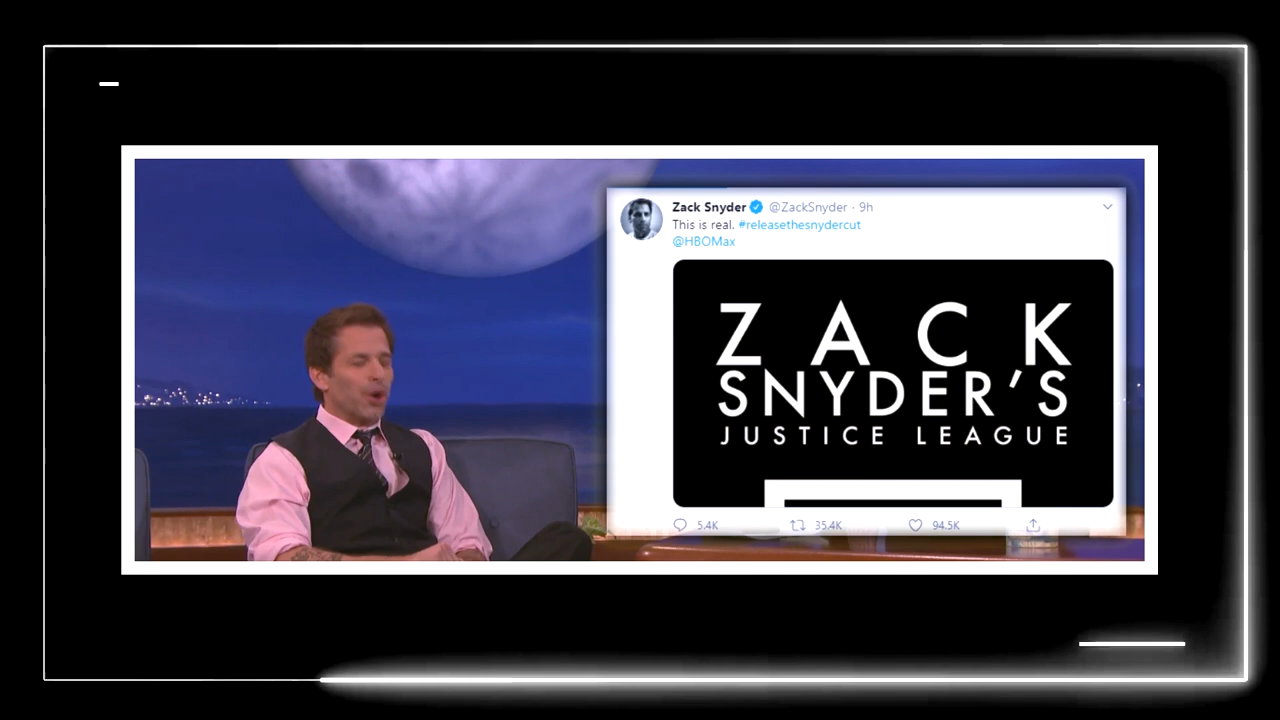 Zack Snyder @ZackSnyder · 9h
This is real. #releasethesnydercut
@HBOMax
ZACK
SNYDER'S
JUSTICE LEAGUE
5.4K 35.4K 94.5K